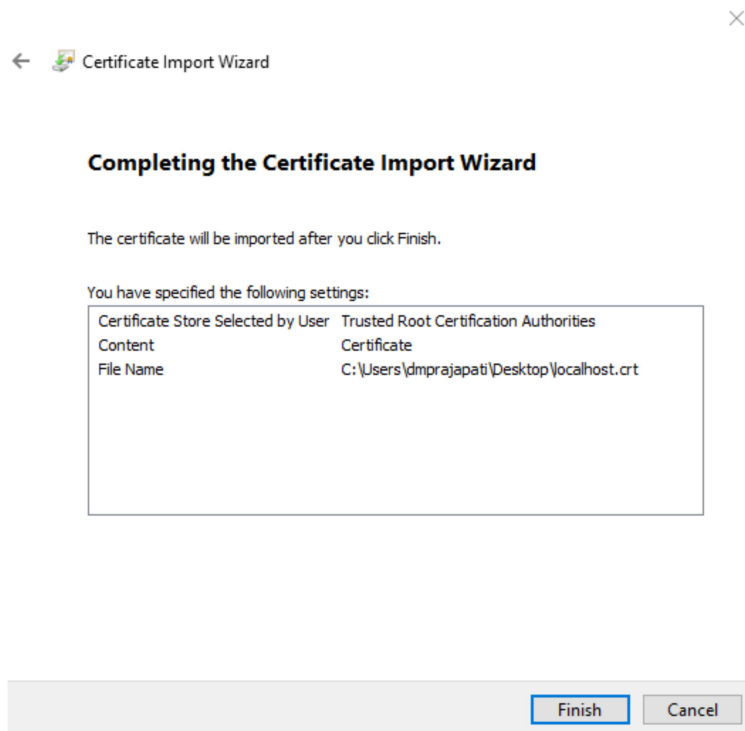 Certificate Import Wizard
Completing the Certificate Import Wizard
The certificate will be imported after you click Finish.
You have specified the following settings:
Certificate Store Selected by User Trusted Root Certification Authorities
Content Certificate
File Name C:\Users\dmprajapati\Desktop\localhost.crt
Finish Cancel